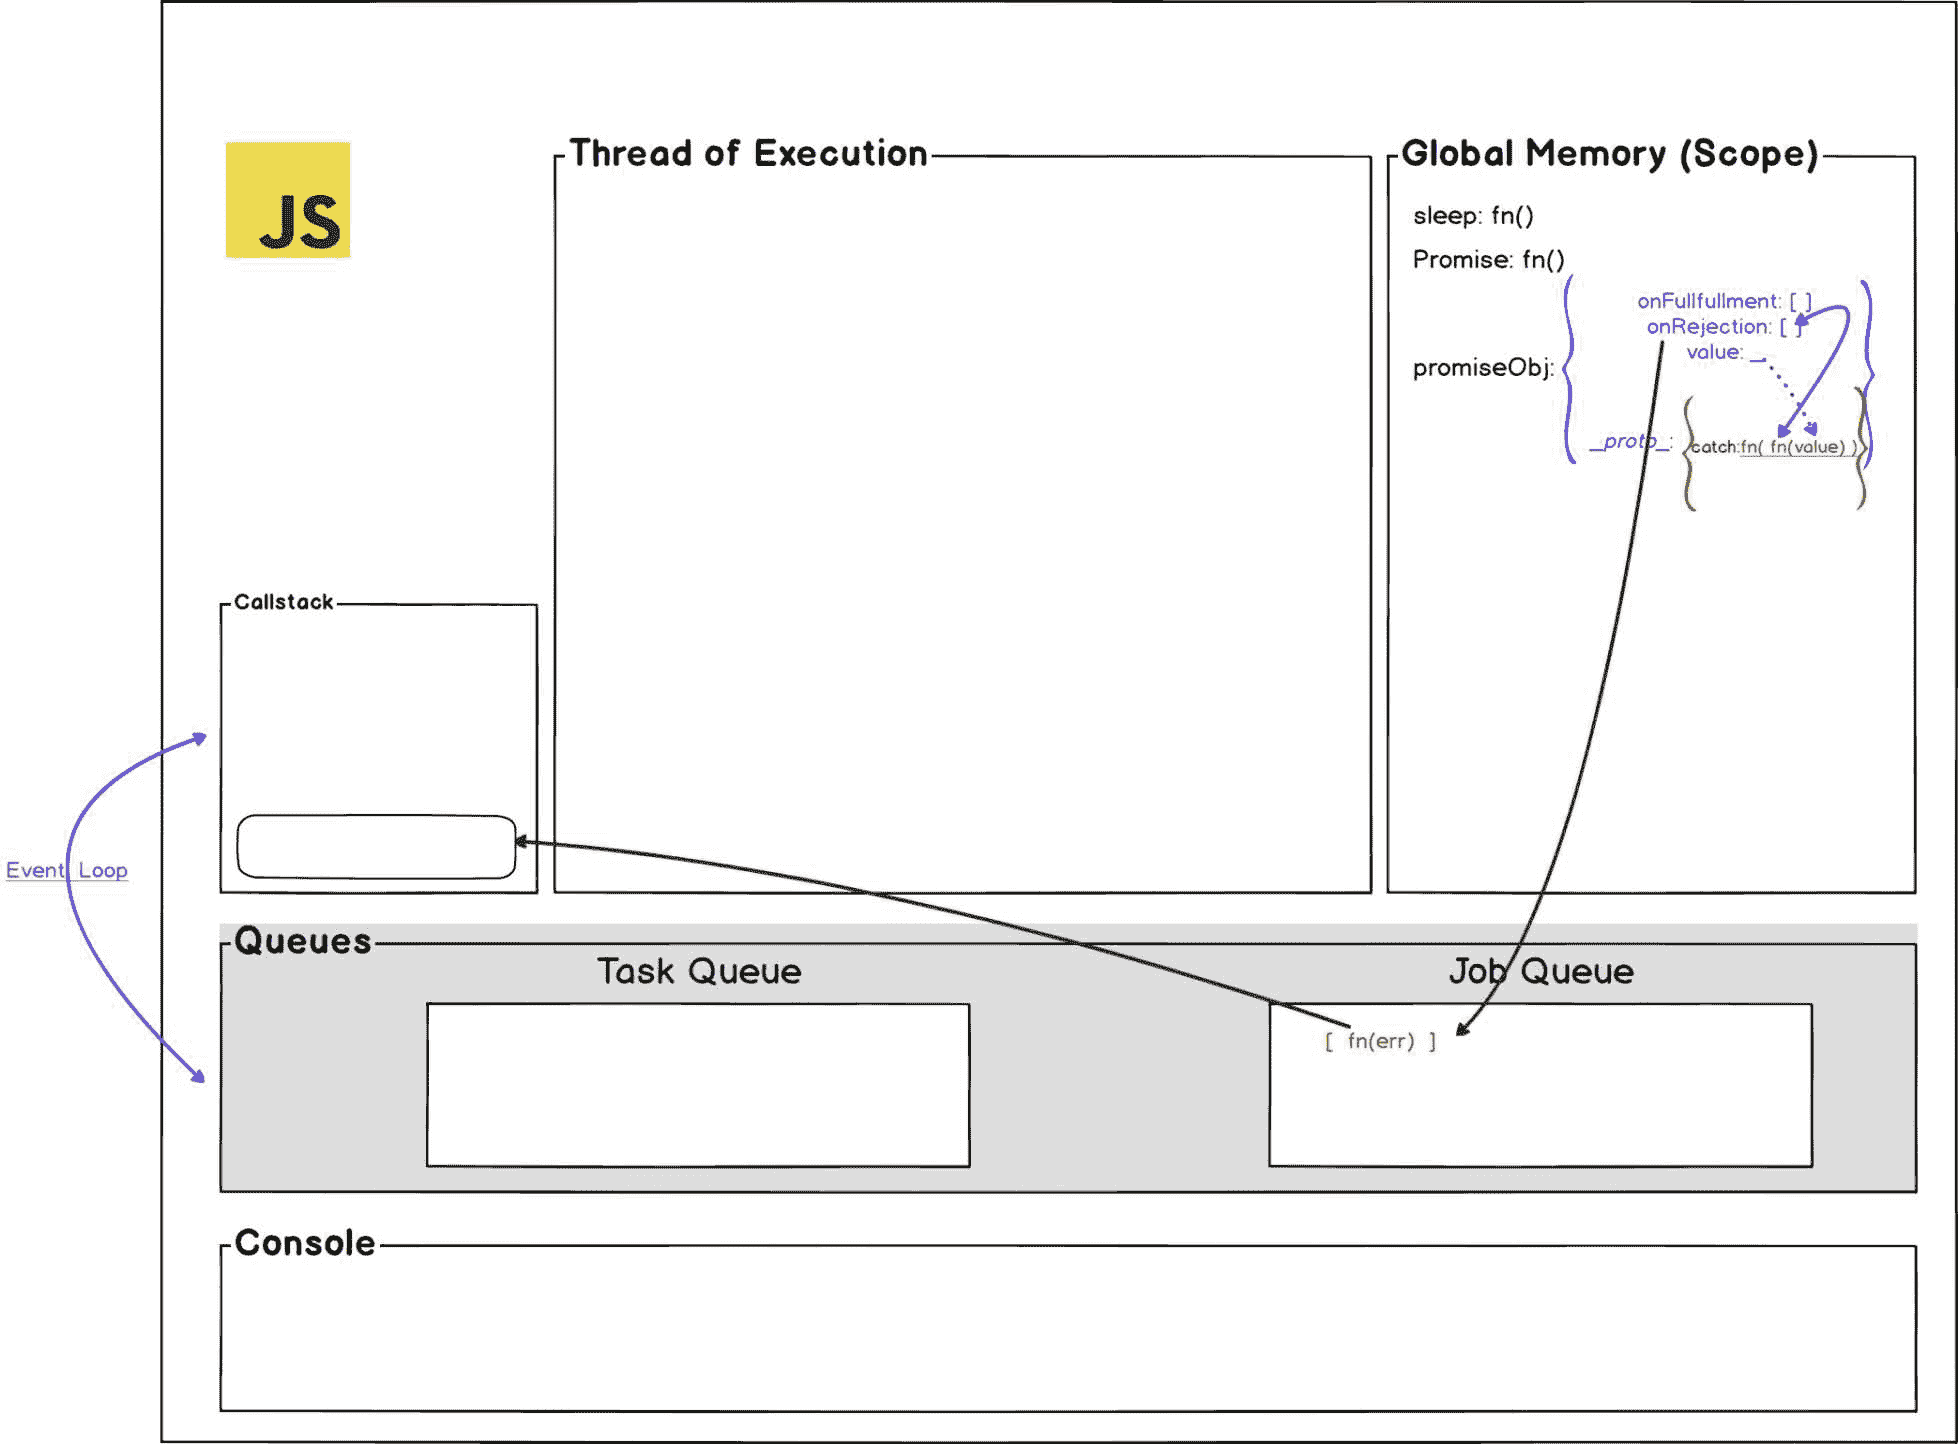 JS
Thread of Execution
Global Memory (Scope)
sleep: fn()
Promise: fn()
onFullfullment: [ ]
onRejection: [ ]
value: _
promiseObj:
_proto_:
catch:fn( fn(value) )
Callstack
Event Loop
Queues
Task Queue
Job Queue
[ fn(err) ]
Console